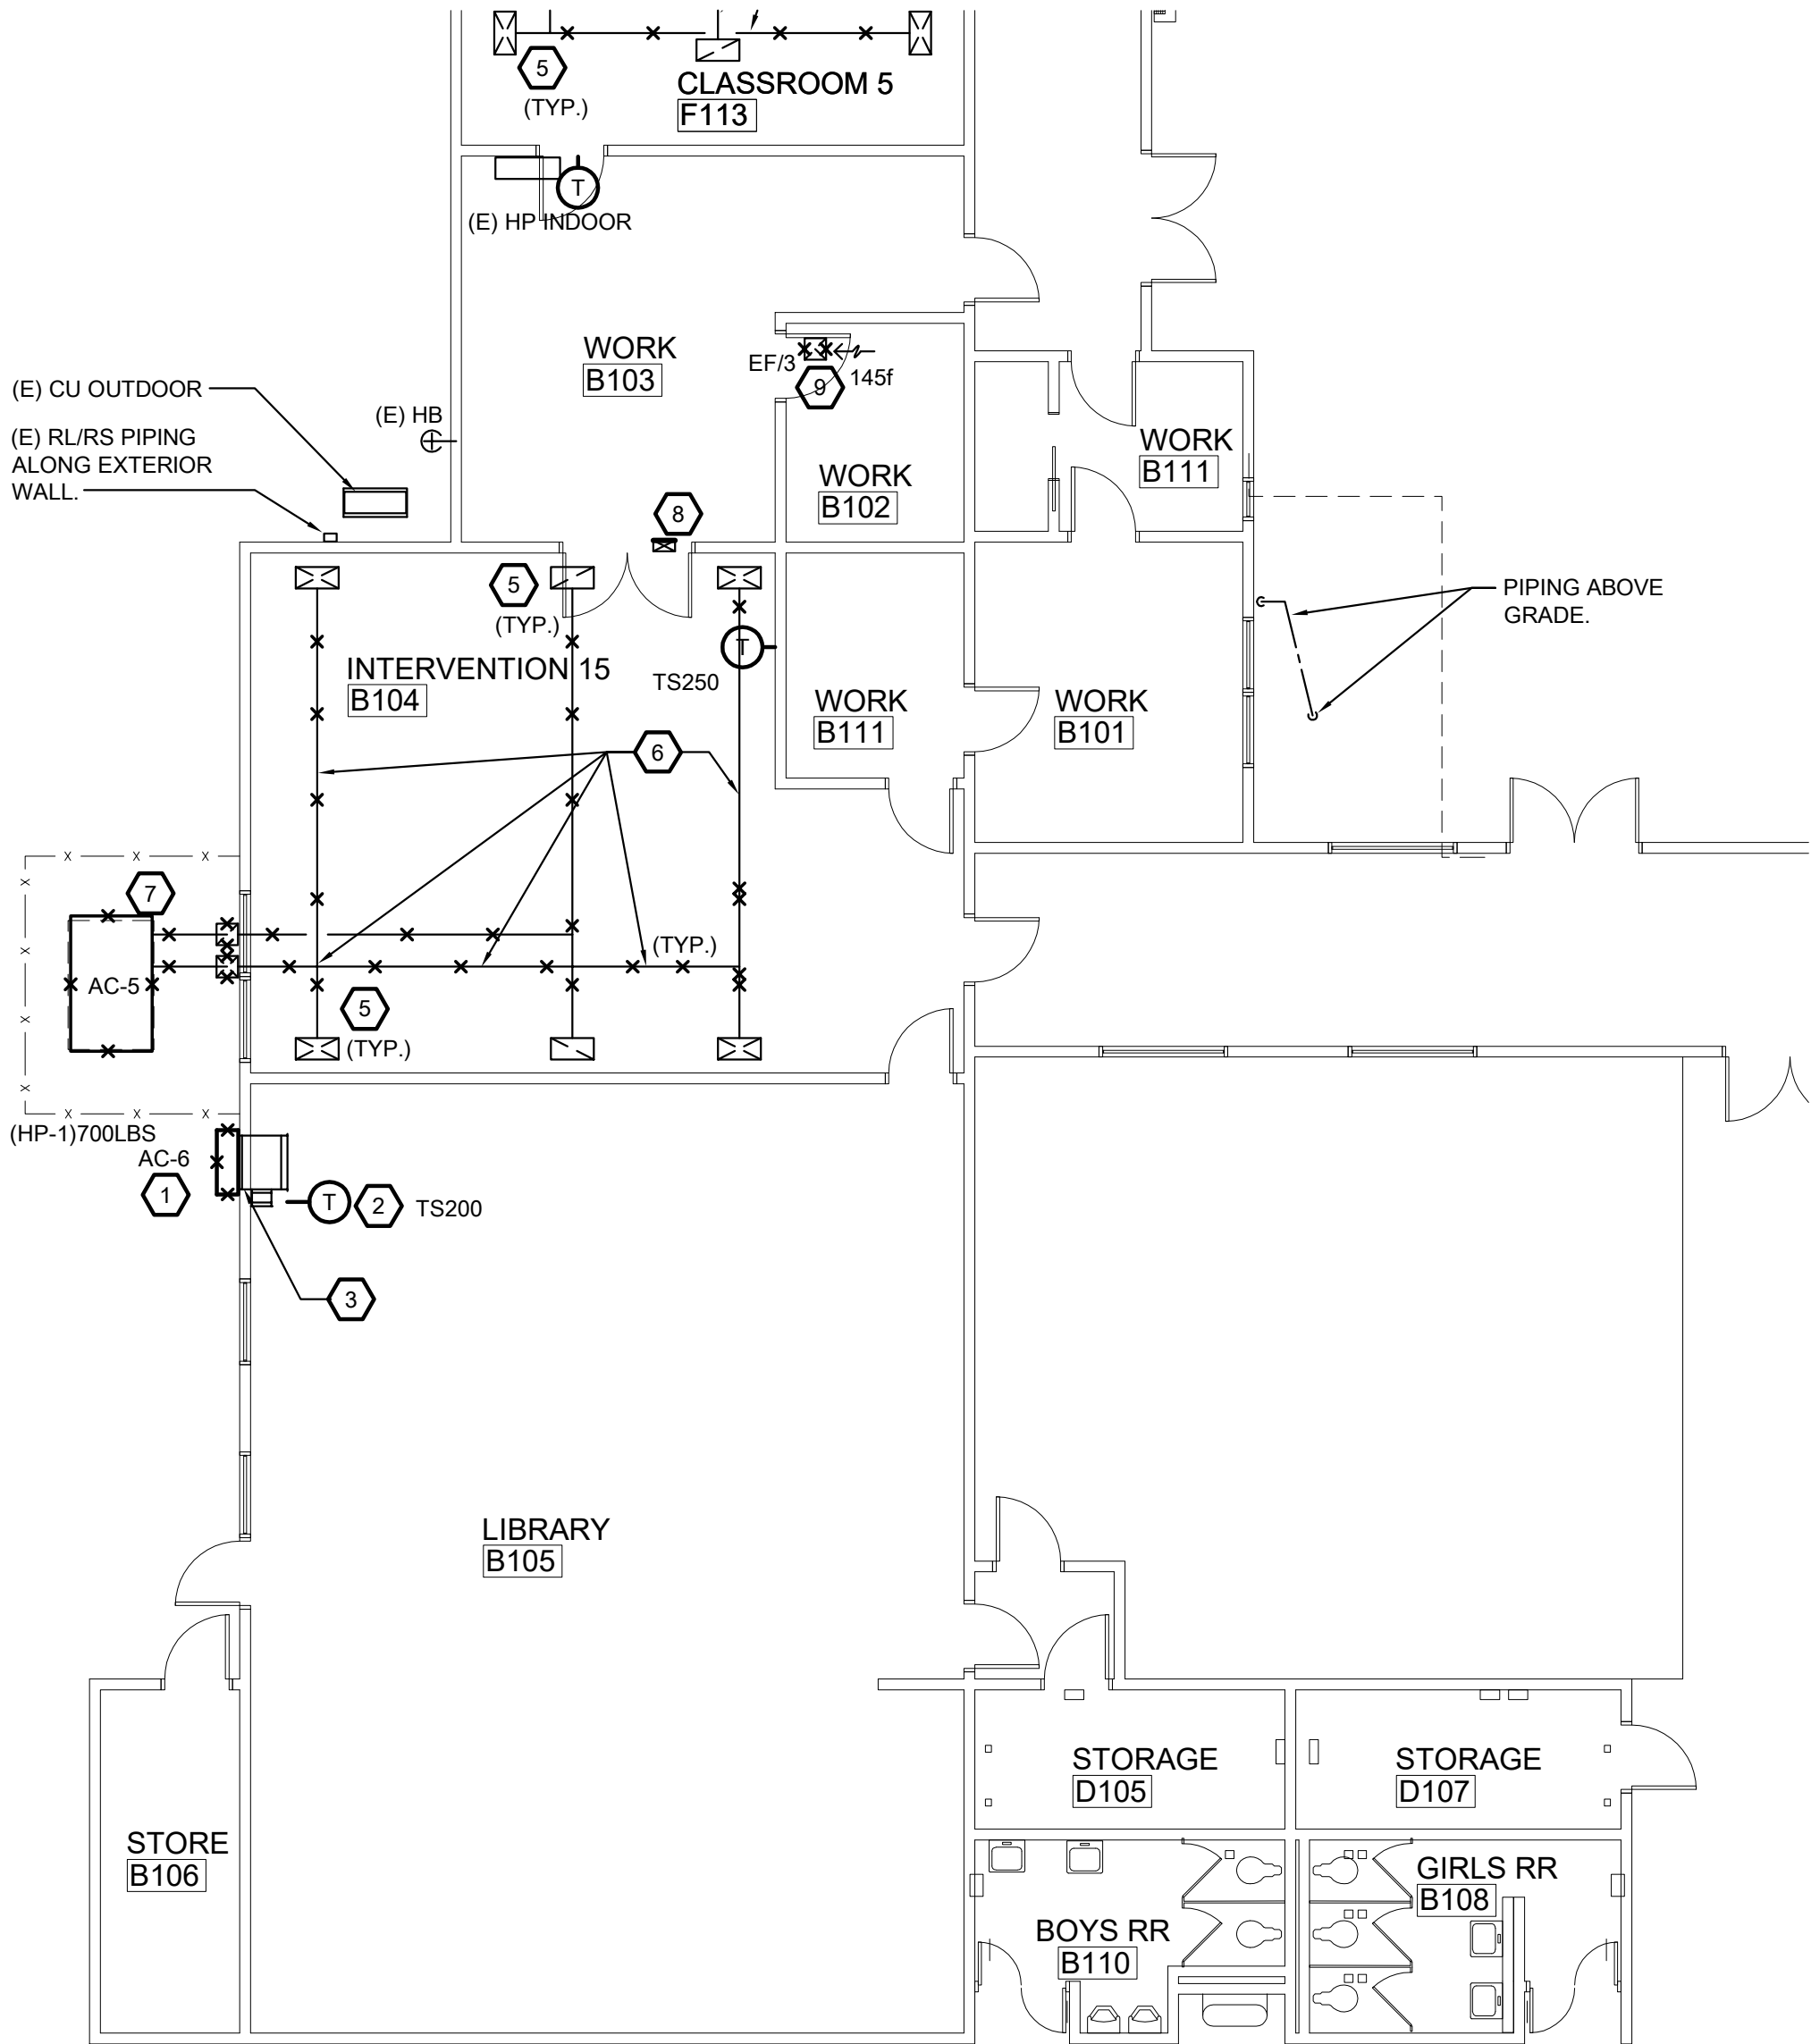 5
(TYP.)
CLASSROOM 5
F113
T
(E) HP INDOOR
WORK
B103
EF/3
9
145f
(E) CU OUTDOOR
(E) HB
(E) RL/RS PIPING
ALONG EXTERIOR
WALL.
WORK
B111
WORK
B102
8
5
(TYP.)
PIPING ABOVE
GRADE.
T
TS250
INTERVENTION 15
B104
WORK
B111
WORK
B101
6
7
(TYP.)
AC-5
5
(TYP.)
(HP-1)700LBS
AC-6
1
T
2
TS200
3
LIBRARY
B105
STORAGE
D105
STORAGE
D107
STORE
B106
GIRLS RR
B108
BOYS RR
B110